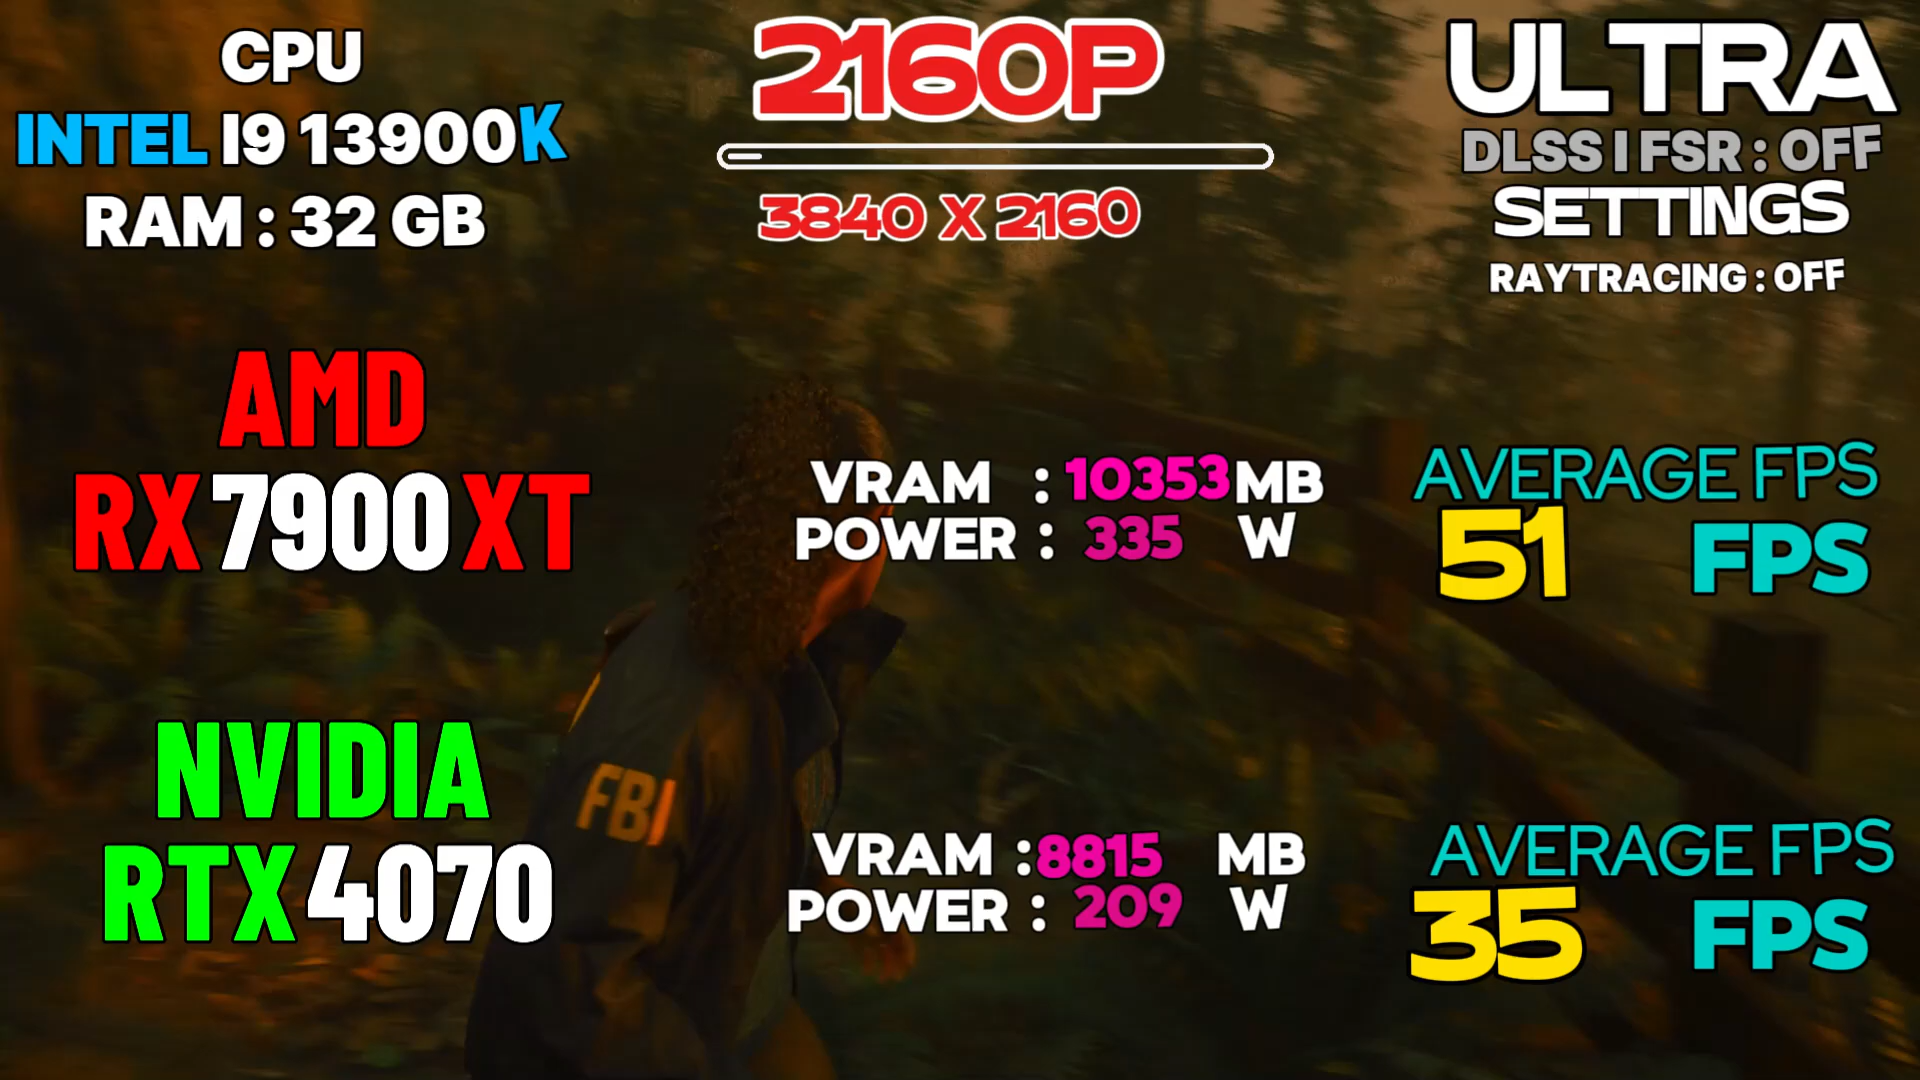 CPU
INTEL I9 13900K
RAM : 32 GB
2160P
3840 X 2160
ULTRA
DLSS | FSR : OFF
SETTINGS
RAYTRACING : OFF
AMD
RX 7900 XT
VRAM : 10353 MB
POWER : 335 W
AVERAGE FPS
51 FPS
NVIDIA
RTX 4070
VRAM : 8815 MB
POWER : 209 W
AVERAGE FPS
35 FPS
FBI